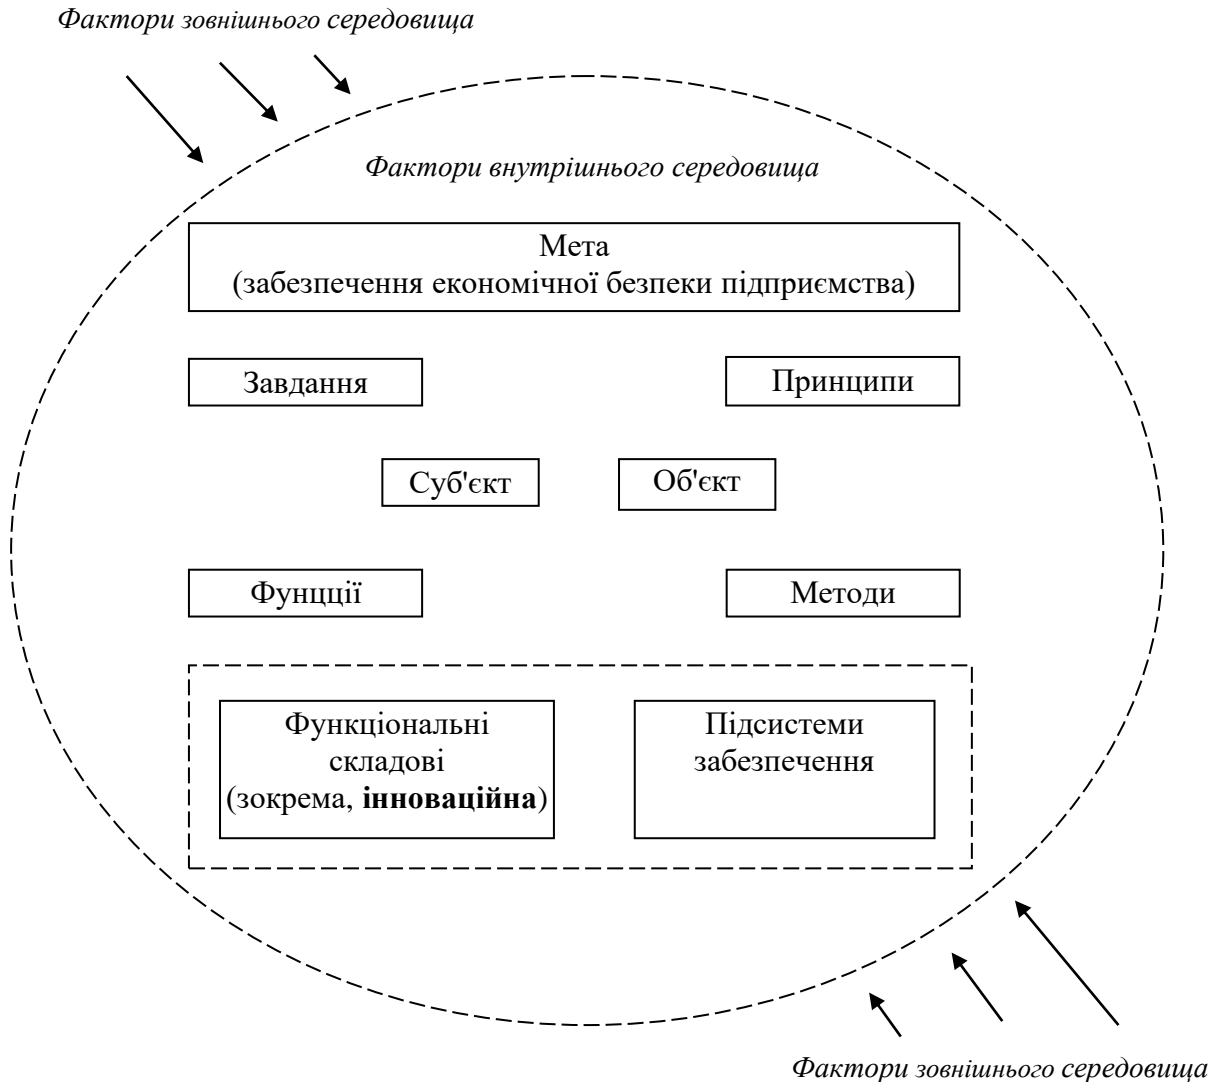 Фактори зовнішнього середовища
Фактори внутрішнього середовища
Мета
(забезпечення економічної безпеки підприємства)
Завдання
Принципи
Суб'єкт
Об'єкт
Фунцції
Методи
Функціональні
складові
(зокрема, інноваційна)
Підсистеми
забезпечення
Фактори зовнішнього середовища